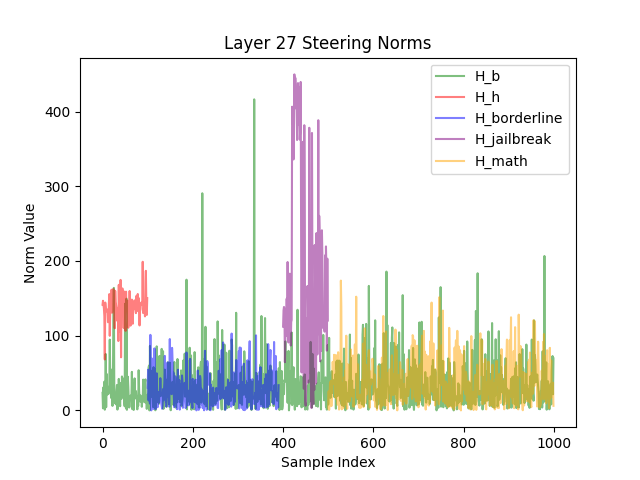 Layer 27 Steering Norms
H_b
H_h
H_borderline
H_jailbreak
H_math
400
300
200
100
0
Norm Value
0 200 400 600 800 1000
Sample Index